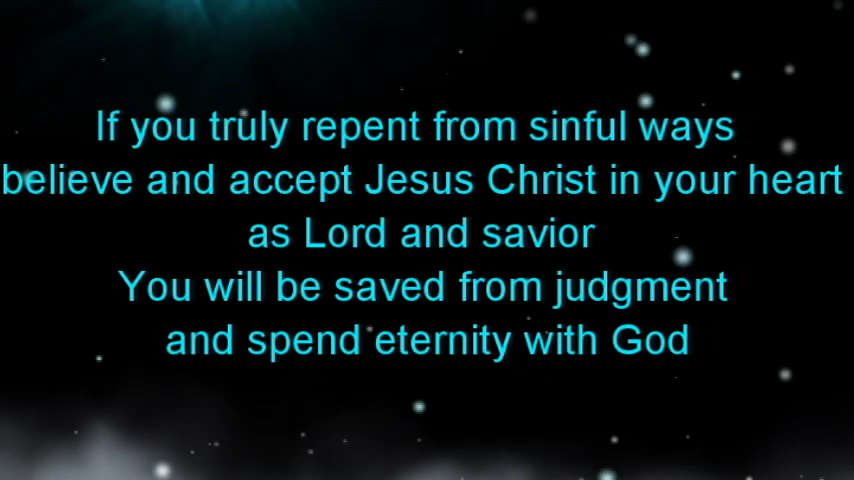 If you truly repent from sinful ways
believe and accept Jesus Christ in your heart
as Lord and savior
You will be saved from judgment
and spend eternity with God